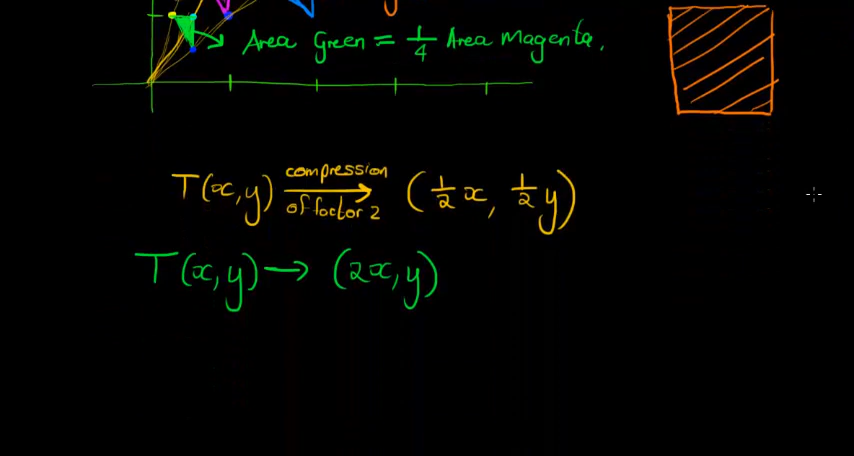 Area Green = 1/4 Area Magenta.
T(x,y) compression of factor 2 → (1/2 x, 1/2 y)
T(x,y) → (2x,y)